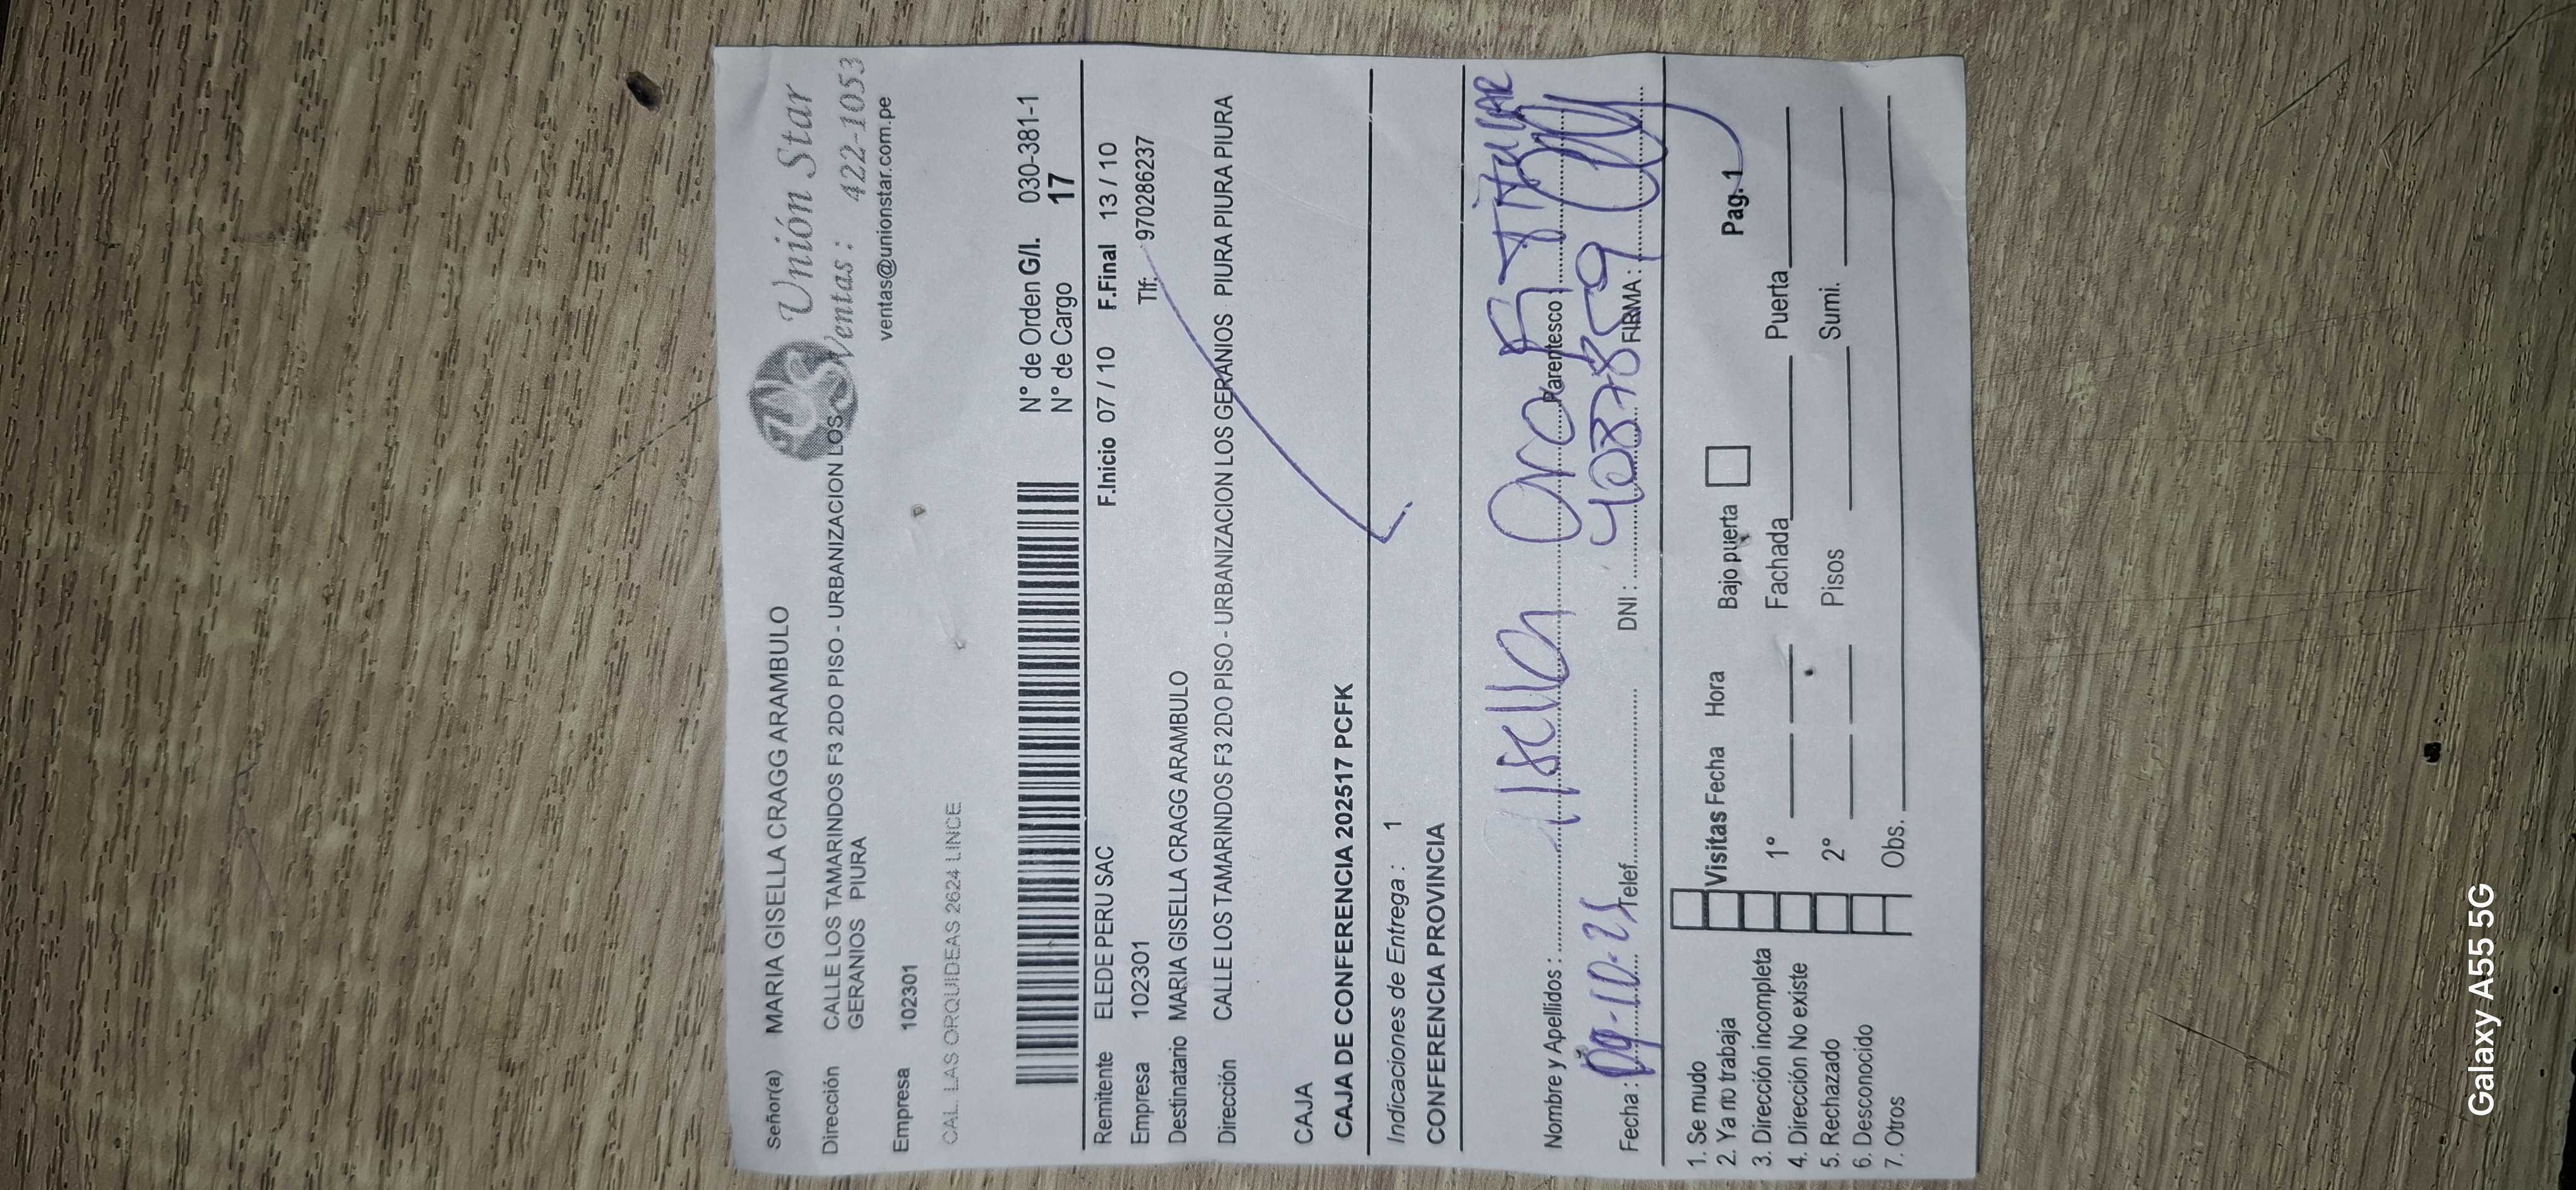 Señor(a) MARIA GISELLA CRAGG ARAMBULO
Unión Star
Ventas : 422-1053
ventas@unionstar.com.pe
Dirección CALLE LOS TAMARINDOS F3 2DO PISO - URBANIZACION LOS
GERANIOS PIURA
Empresa 102301
CAL. LAS ORQUIDEAS 2624 LINCE
N° de Orden G/I. 030-381-1
N° de Cargo 17
Remitente ELEDE PERU SAC F.Inicio 07 / 10 F.Final 13 / 10
Empresa 102301 Tlf: 970286237
Destinatario MARIA GISELLA CRAGG ARAMBULO
Dirección CALLE LOS TAMARINDOS F3 2DO PISO - URBANIZACION LOS GERANIOS PIURA PIURA PIURA
CAJA
CAJA DE CONFERENCIA 202517 PCFK
Indicaciones de Entrega : 1
CONFERENCIA PROVINCIA
Nombre y Apellidos : Parentesco : TITULAR
Fecha : 09-10-25 Telef. DNI : 40878859 FIRMA :
1. Se mudo
2. Ya no trabaja
3. Dirección incompleta
4. Dirección No existe
5. Rechazado
6. Desconocido
7. Otros
Visitas Fecha Hora Bajo puerta Pag. 1
1° Fachada Puerta
2° Pisos Sumi.
Obs.
Galaxy A55 5G